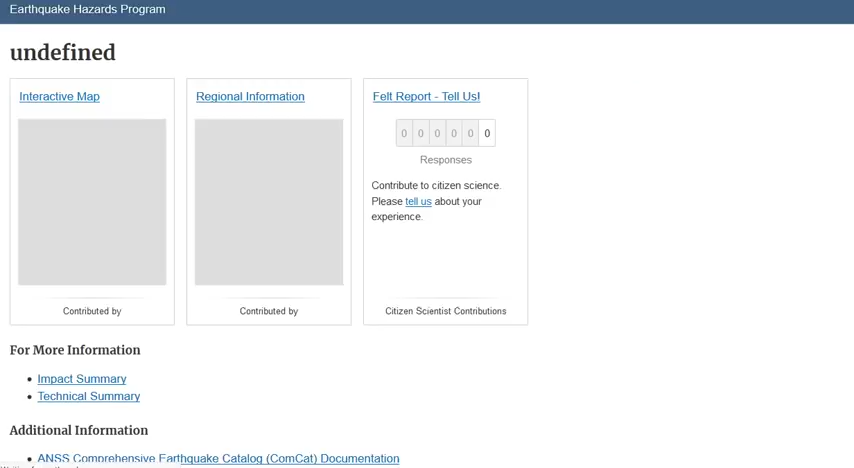 Earthquake Hazards Program
undefined
Interactive Map
Regional Information
Felt Report - Tell Us!
0 0 0 0 0 0
Responses
Contribute to citizen science.
Please tell us about your
experience.
Contributed by
Contributed by
Citizen Scientist Contributions
For More Information
Impact Summary
Technical Summary
Additional Information
ANSS Comprehensive Earthquake Catalog (ComCat) Documentation